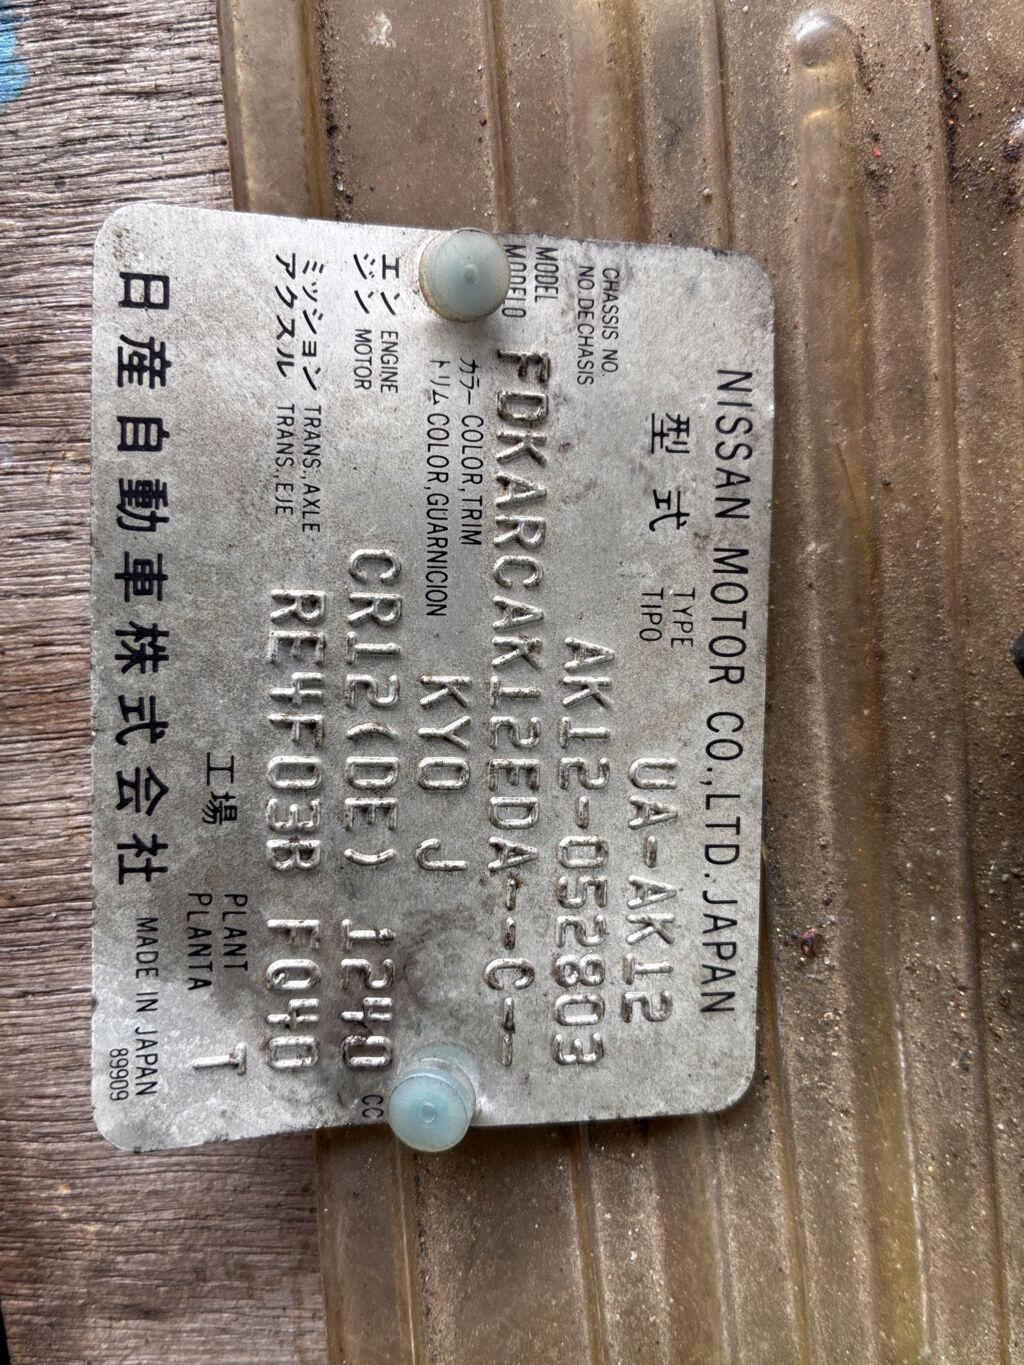 NISSAN MOTOR CO.,LTD.JAPAN
型式 TYPE TIPO UA-AK12
CHASSIS NO.
NO.DECHASIS AK12-052803
MODEL
MODELO FDKARCAK12EDA--C--
カラー COLOR,TRIM
トリム COLOR,GUARNICION KY0 J
エンジン ENGINE MOTOR CR12(DE) 1240 CC
ミッション TRANS.,AXLE
アクスル TRANS.,EJE RE4F03B FQ40
工場 PLANT PLANTA T
日産自動車株式会社 MADE IN JAPAN
89909